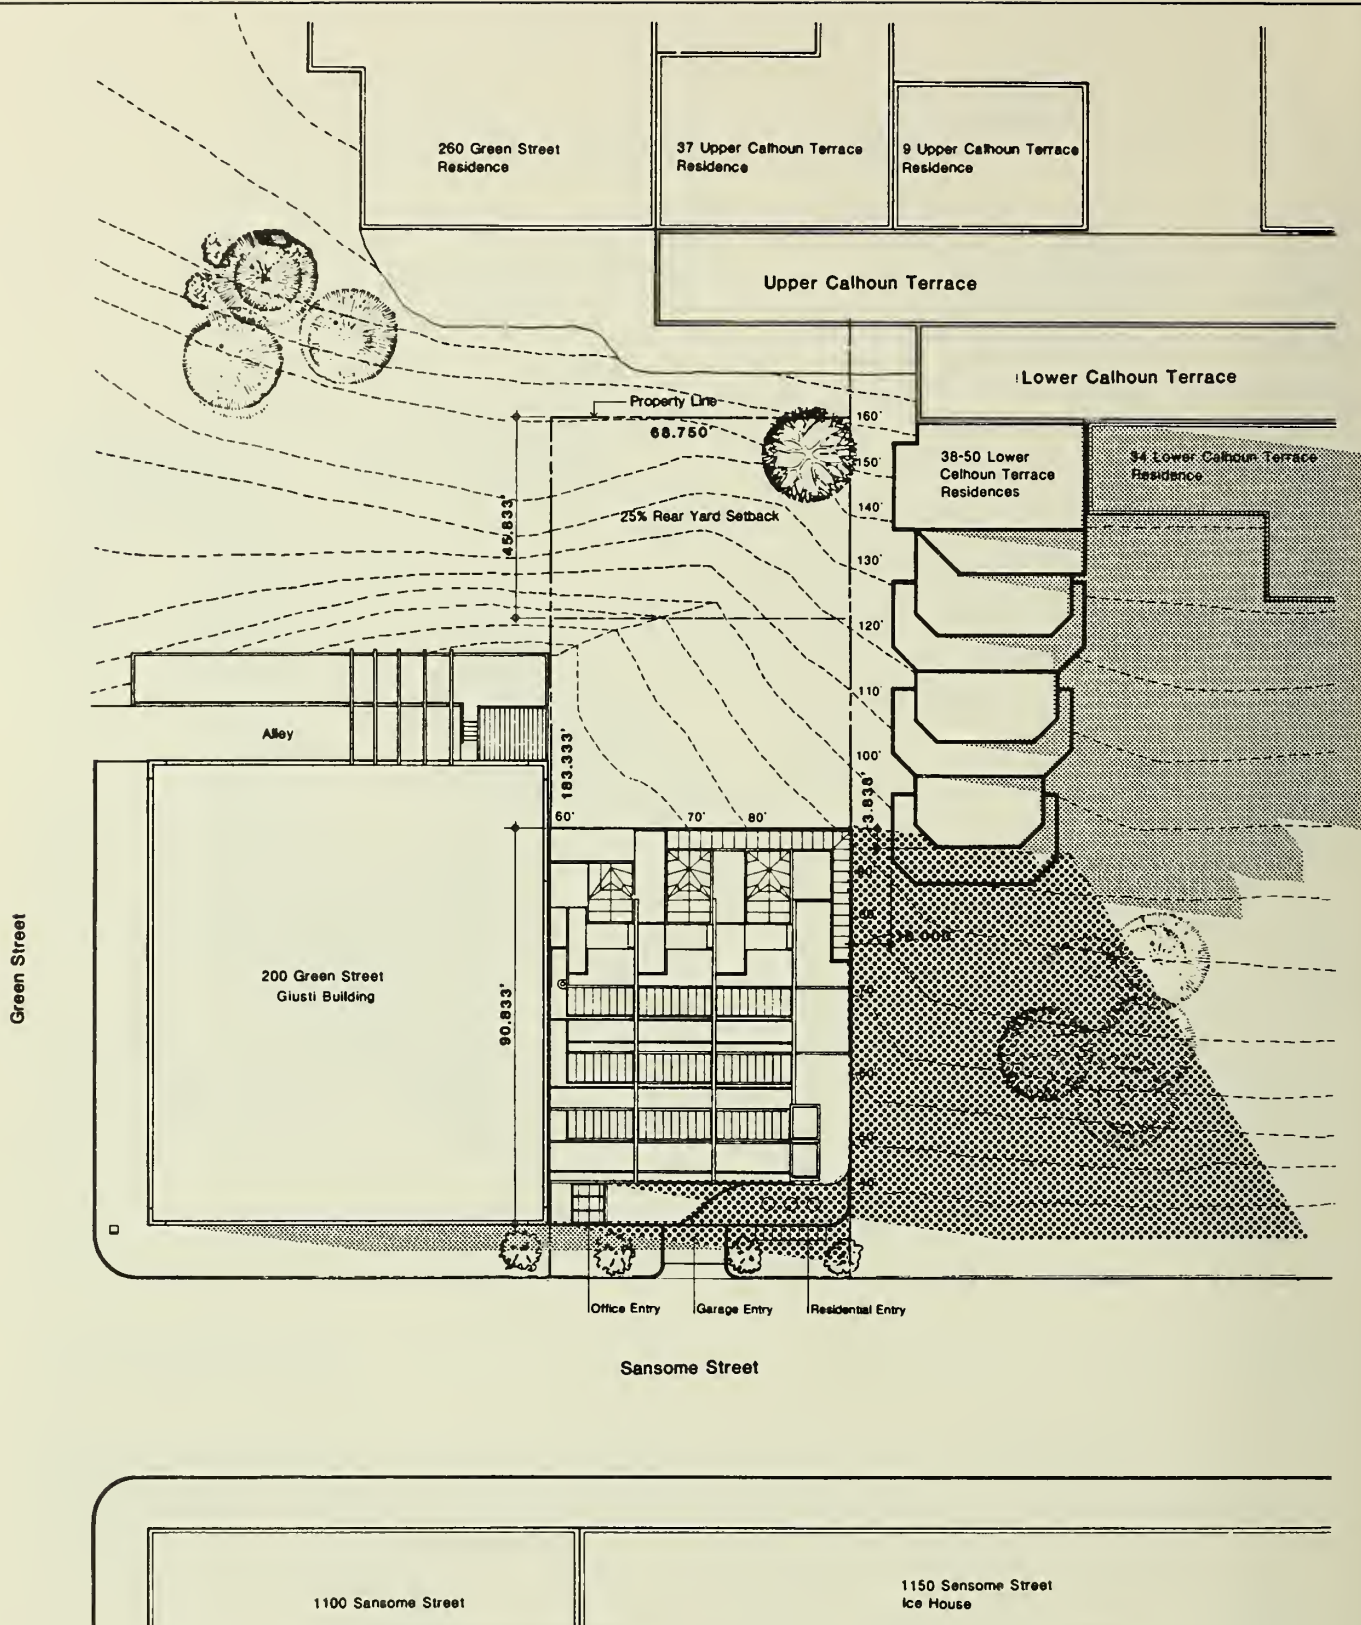 260 Green Street
Residence
37 Upper Calhoun Terrace
Residence
9 Upper Calhoun Terrace
Residence
Upper Calhoun Terrace
Lower Calhoun Terrace
Property Line
68.750'
160'
150'
140'
130'
120'
110'
100'
38-50 Lower
Calhoun Terrace
Residences
34 Lower Calhoun Terrace
Residence
45.833'
25% Rear Yard Setback
Alley
183.333'
60'
70'
80'
Green Street
200 Green Street
Giusti Building
90.833'
Office Entry
Garage Entry
Residential Entry
Sansome Street
1100 Sansome Street
1150 Sansome Street
Ice House